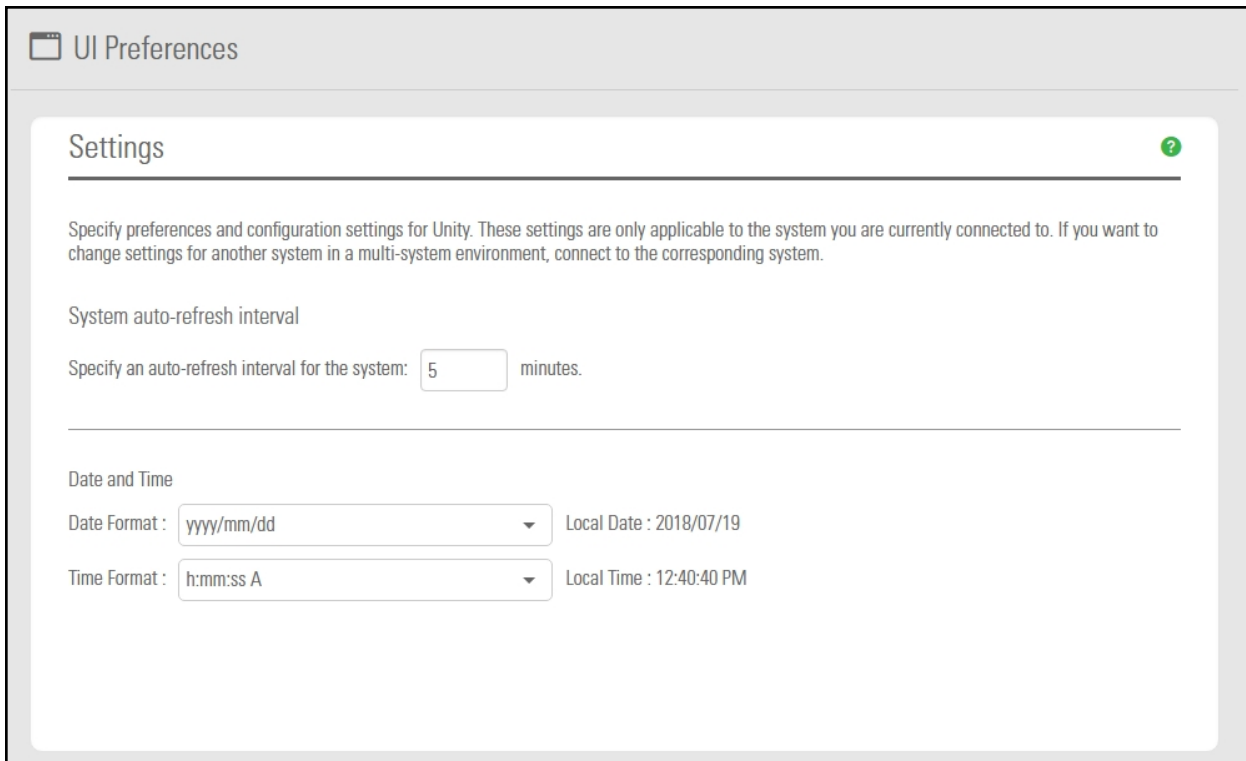 UI Preferences
Settings
?
Specify preferences and configuration settings for Unity. These settings are only applicable to the system you are currently connected to. If you want to
change settings for another system in a multi-system environment, connect to the corresponding system.
System auto-refresh interval
Specify an auto-refresh interval for the system: 5 minutes.
Date and Time
Date Format : yyyy/mm/dd Local Date : 2018/07/19
Time Format : h:mm:ss A Local Time : 12:40:40 PM